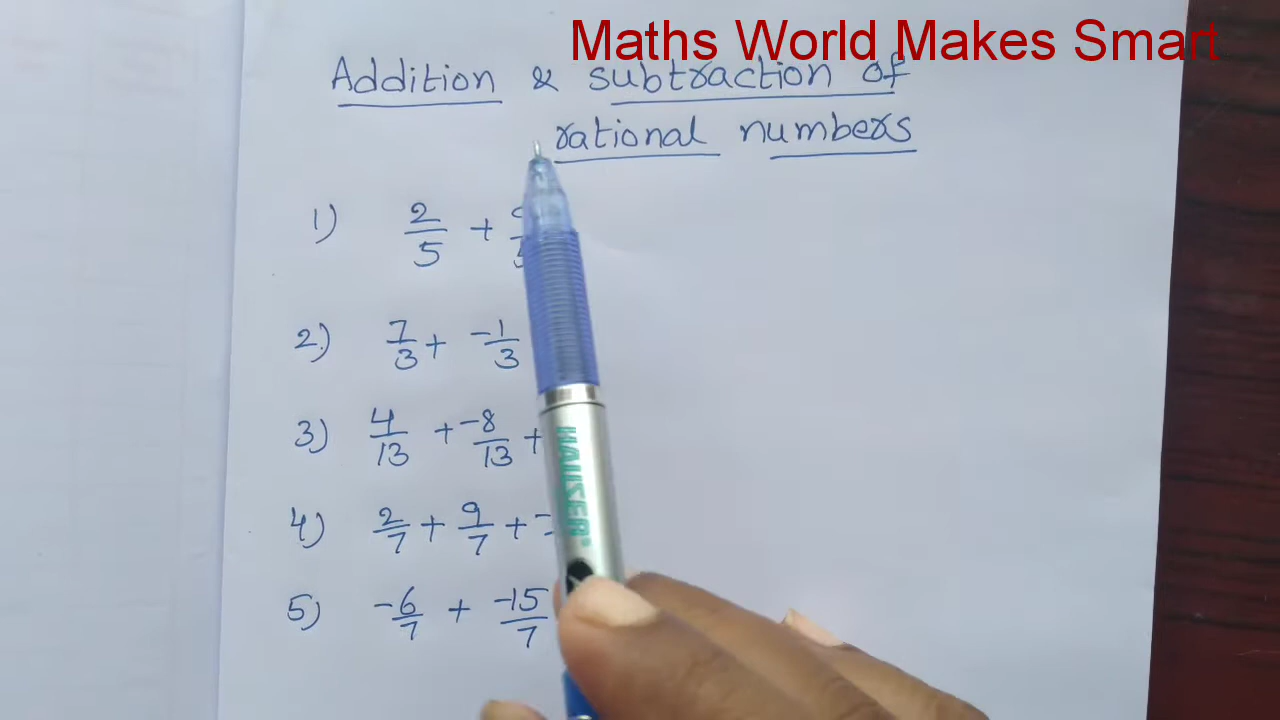 Maths World Makes Smart
Addition & subtraction of
rational numbers
1) 2/5 +
2) 7/3 + -1/3
3) 4/13 + -8/13 +
4) 2/7 + 9/7 +
5) -6/7 + -15/7
HAUSER